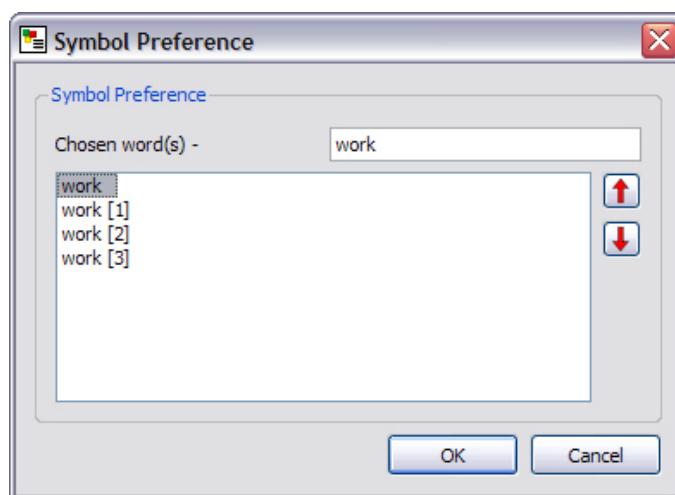 Symbol Preference
Symbol Preference
Chosen word(s) - work
work
work [1]
work [2]
work [3]
OK Cancel